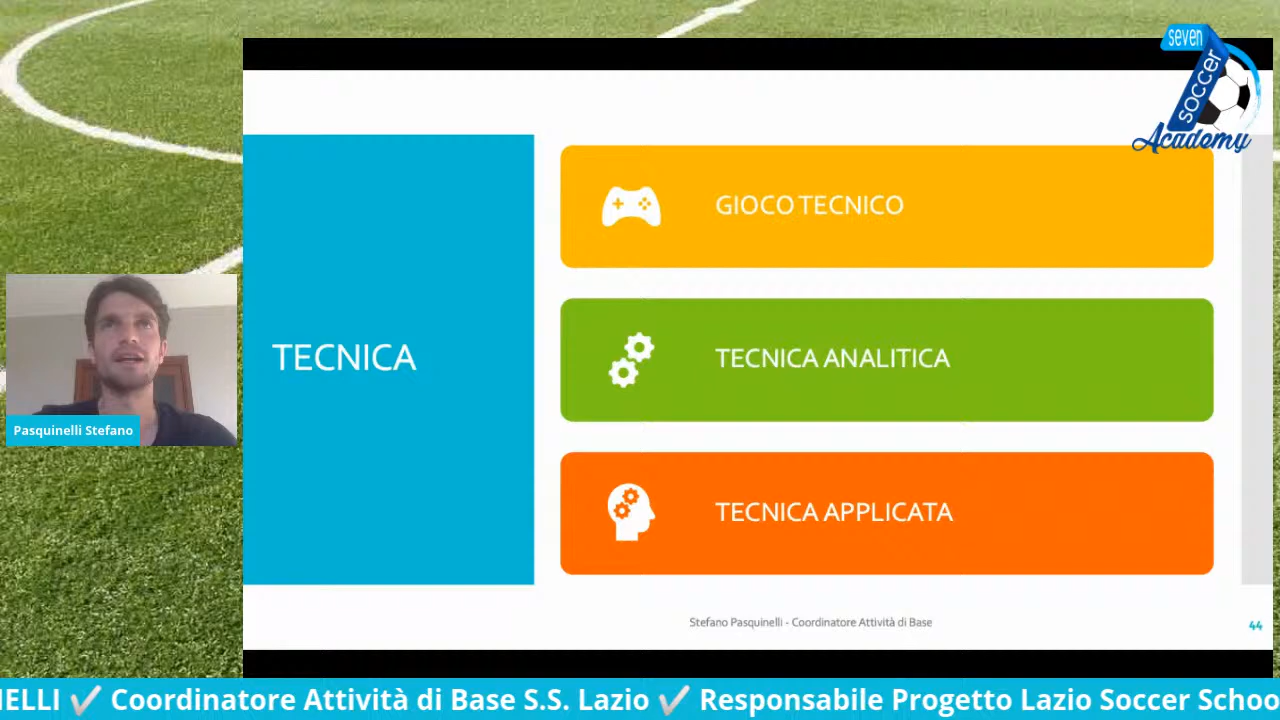 seven
SOCCER
Academy
GIOCO TECNICO
TECNICA
TECNICA ANALITICA
TECNICA APPLICATA
Pasquinelli Stefano
Stefano Pasquinelli - Coordinatore Attività di Base
44
NELLI ✔ Coordinatore Attività di Base S.S. Lazio ✔ Responsabile Progetto Lazio Soccer Schoo